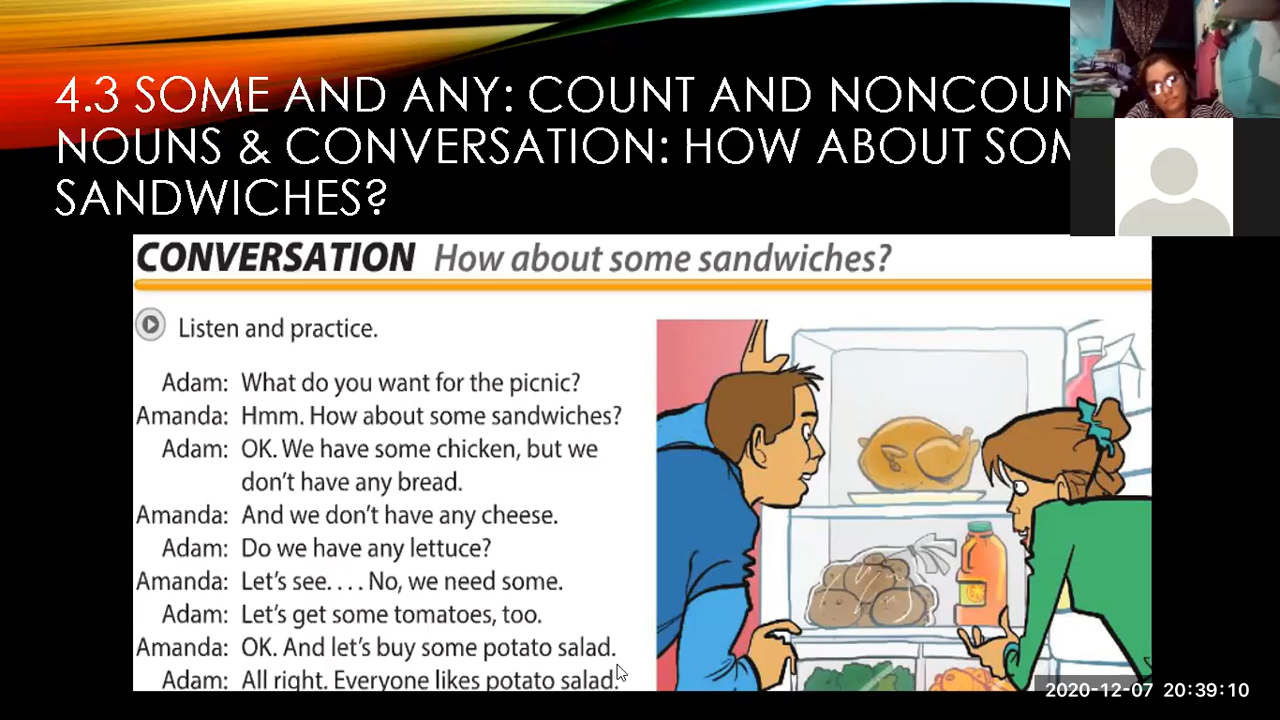 4.3 SOME AND ANY: COUNT AND NONCOUN
NOUNS & CONVERSATION: HOW ABOUT SOM
SANDWICHES?
CONVERSATION How about some sandwiches?
Listen and practice.
Adam: What do you want for the picnic?
Amanda: Hmm. How about some sandwiches?
Adam: OK. We have some chicken, but we
don't have any bread.
Amanda: And we don't have any cheese.
Adam: Do we have any lettuce?
Amanda: Let's see. . . . No, we need some.
Adam: Let's get some tomatoes, too.
Amanda: OK. And let's buy some potato salad.
Adam: All right. Everyone likes potato salad.
2020-12-07 20:39:10